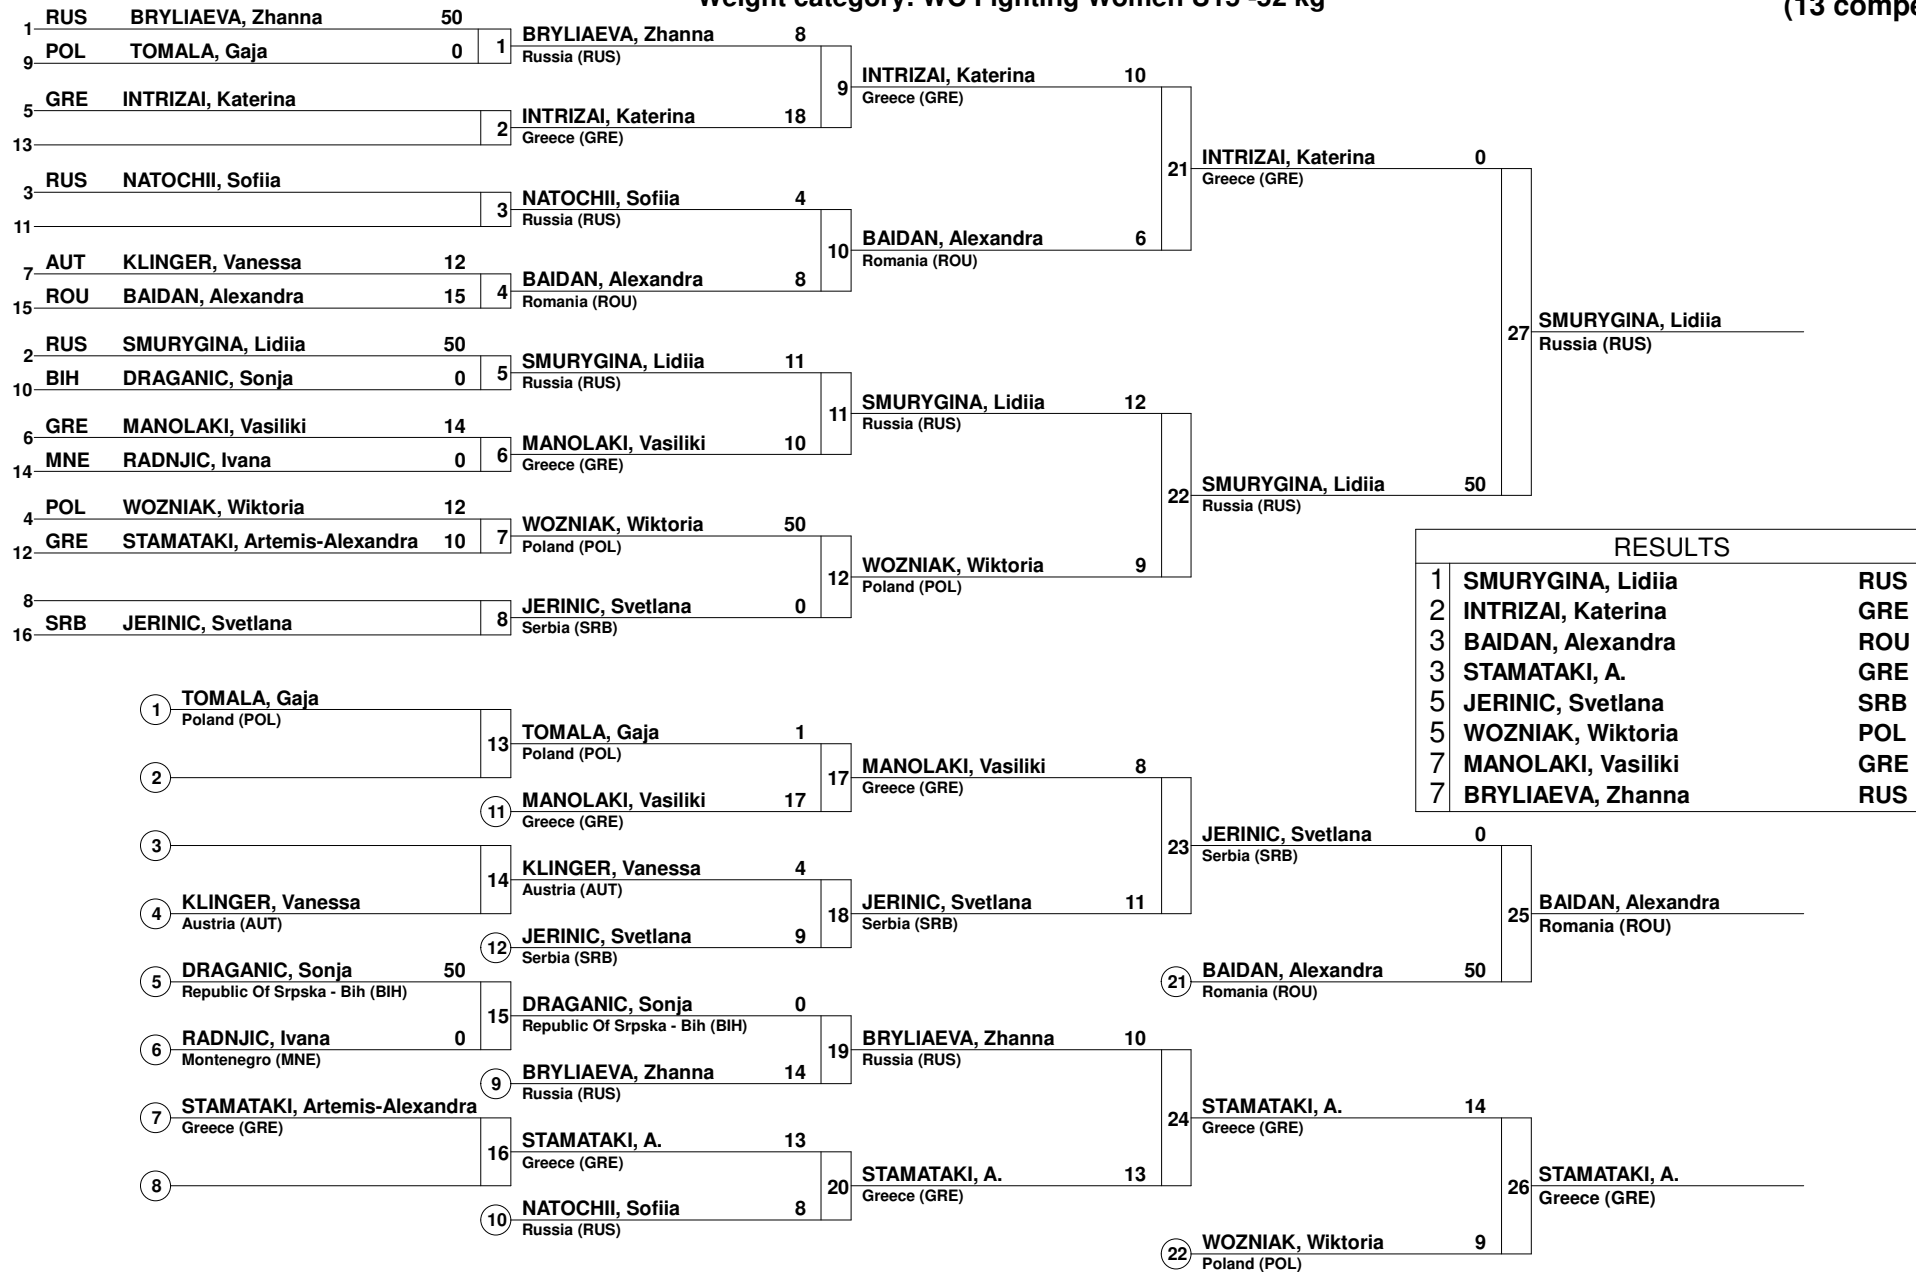 Weight category: WC Fighting Women U15 -52 kg
1 RUS BRYLIAEVA, Zhanna 50
9 POL TOMALA, Gaja 0
1
BRYLIAEVA, Zhanna 8
Russia (RUS)
5 GRE INTRIZAI, Katerina
13
2
INTRIZAI, Katerina 18
Greece (GRE)
9
INTRIZAI, Katerina 10
Greece (GRE)
3 RUS NATOCHII, Sofiia
11
3
NATOCHII, Sofiia 4
Russia (RUS)
7 AUT KLINGER, Vanessa 12
15 ROU BAIDAN, Alexandra 15
4
BAIDAN, Alexandra 8
Romania (ROU)
10
BAIDAN, Alexandra 6
Romania (ROU)
21
INTRIZAI, Katerina 0
Greece (GRE)
2 RUS SMURYGINA, Lidiia 50
10 BIH DRAGANIC, Sonja 0
5
SMURYGINA, Lidiia 11
Russia (RUS)
6 GRE MANOLAKI, Vasiliki 14
14 MNE RADNJIC, Ivana 0
6
MANOLAKI, Vasiliki 10
Greece (GRE)
11
SMURYGINA, Lidiia 12
Russia (RUS)
4 POL WOZNIAK, Wiktoria 12
12 GRE STAMATAKI, Artemis-Alexandra 10
7
WOZNIAK, Wiktoria 50
Poland (POL)
8
16 SRB JERINIC, Svetlana
8
JERINIC, Svetlana 0
Serbia (SRB)
12
WOZNIAK, Wiktoria 9
Poland (POL)
22
SMURYGINA, Lidiia 50
Russia (RUS)
27
SMURYGINA, Lidiia
Russia (RUS)
RESULTS
1 SMURYGINA, Lidiia RUS
2 INTRIZAI, Katerina GRE
3 BAIDAN, Alexandra ROU
3 STAMATAKI, A. GRE
5 JERINIC, Svetlana SRB
5 WOZNIAK, Wiktoria POL
7 MANOLAKI, Vasiliki GRE
7 BRYLIAEVA, Zhanna RUS
1 TOMALA, Gaja
Poland (POL)
2
13
TOMALA, Gaja 1
Poland (POL)
11 MANOLAKI, Vasiliki 17
Greece (GRE)
17
MANOLAKI, Vasiliki 8
Greece (GRE)
3
4 KLINGER, Vanessa
Austria (AUT)
14
KLINGER, Vanessa 4
Austria (AUT)
12 JERINIC, Svetlana 9
Serbia (SRB)
18
JERINIC, Svetlana 11
Serbia (SRB)
23
JERINIC, Svetlana 0
Serbia (SRB)
21 BAIDAN, Alexandra 50
Romania (ROU)
25
BAIDAN, Alexandra
Romania (ROU)
5 DRAGANIC, Sonja 50
Republic Of Srpska - Bih (BIH)
6 RADNJIC, Ivana 0
Montenegro (MNE)
15
DRAGANIC, Sonja 0
Republic Of Srpska - Bih (BIH)
9 BRYLIAEVA, Zhanna 14
Russia (RUS)
19
BRYLIAEVA, Zhanna 10
Russia (RUS)
7 STAMATAKI, Artemis-Alexandra
Greece (GRE)
8
16
STAMATAKI, A. 13
Greece (GRE)
10 NATOCHII, Sofiia 8
Russia (RUS)
20
STAMATAKI, A. 13
Greece (GRE)
24
STAMATAKI, A. 14
Greece (GRE)
22 WOZNIAK, Wiktoria 9
Poland (POL)
26
STAMATAKI, A.
Greece (GRE)